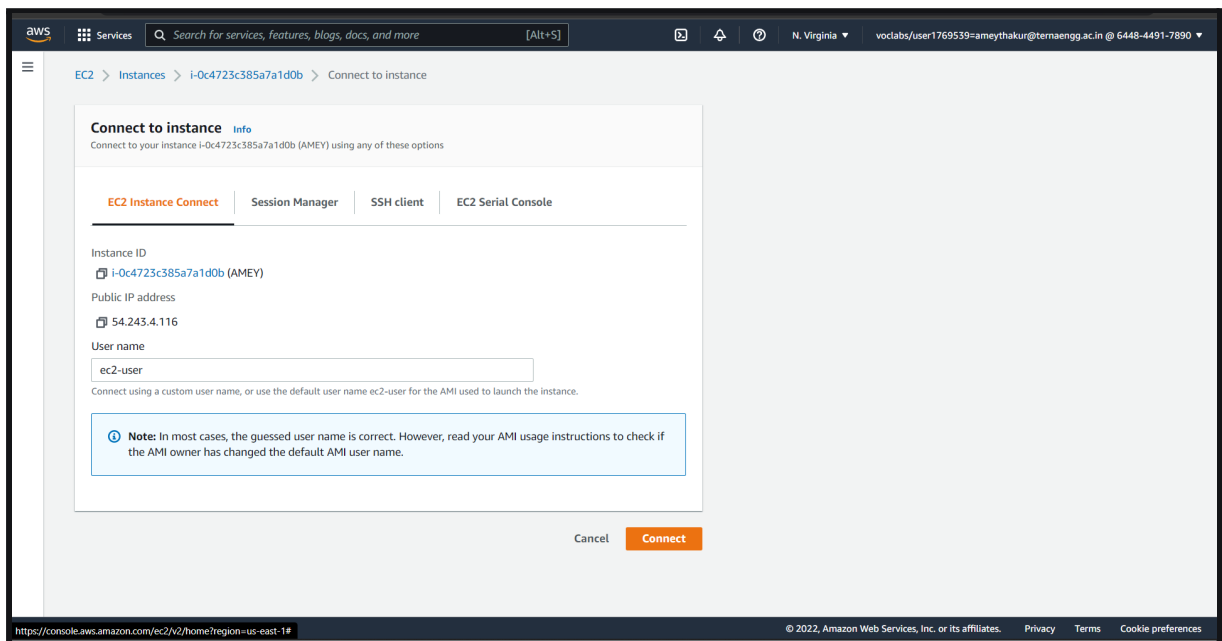 aws
Services
Search for services, features, blogs, docs, and more
[Alt+S]
N. Virginia ▼
voclabs/user1769539=ameythakur@ternaengg.ac.in @ 6448-4491-7890 ▼
EC2 > Instances > i-0c4723c385a7a1d0b > Connect to instance
Connect to instance Info
Connect to your instance i-0c4723c385a7a1d0b (AMEY) using any of these options
EC2 Instance Connect
Session Manager
SSH client
EC2 Serial Console
Instance ID
i-0c4723c385a7a1d0b (AMEY)
Public IP address
54.243.4.116
User name
ec2-user
Connect using a custom user name, or use the default user name ec2-user for the AMI used to launch the instance.
Note: In most cases, the guessed user name is correct. However, read your AMI usage instructions to check if
the AMI owner has changed the default AMI user name.
Cancel
Connect
https://console.aws.amazon.com/ec2/v2/home?region=us-east-1#
© 2022, Amazon Web Services, Inc. or its affiliates.
Privacy
Terms
Cookie preferences